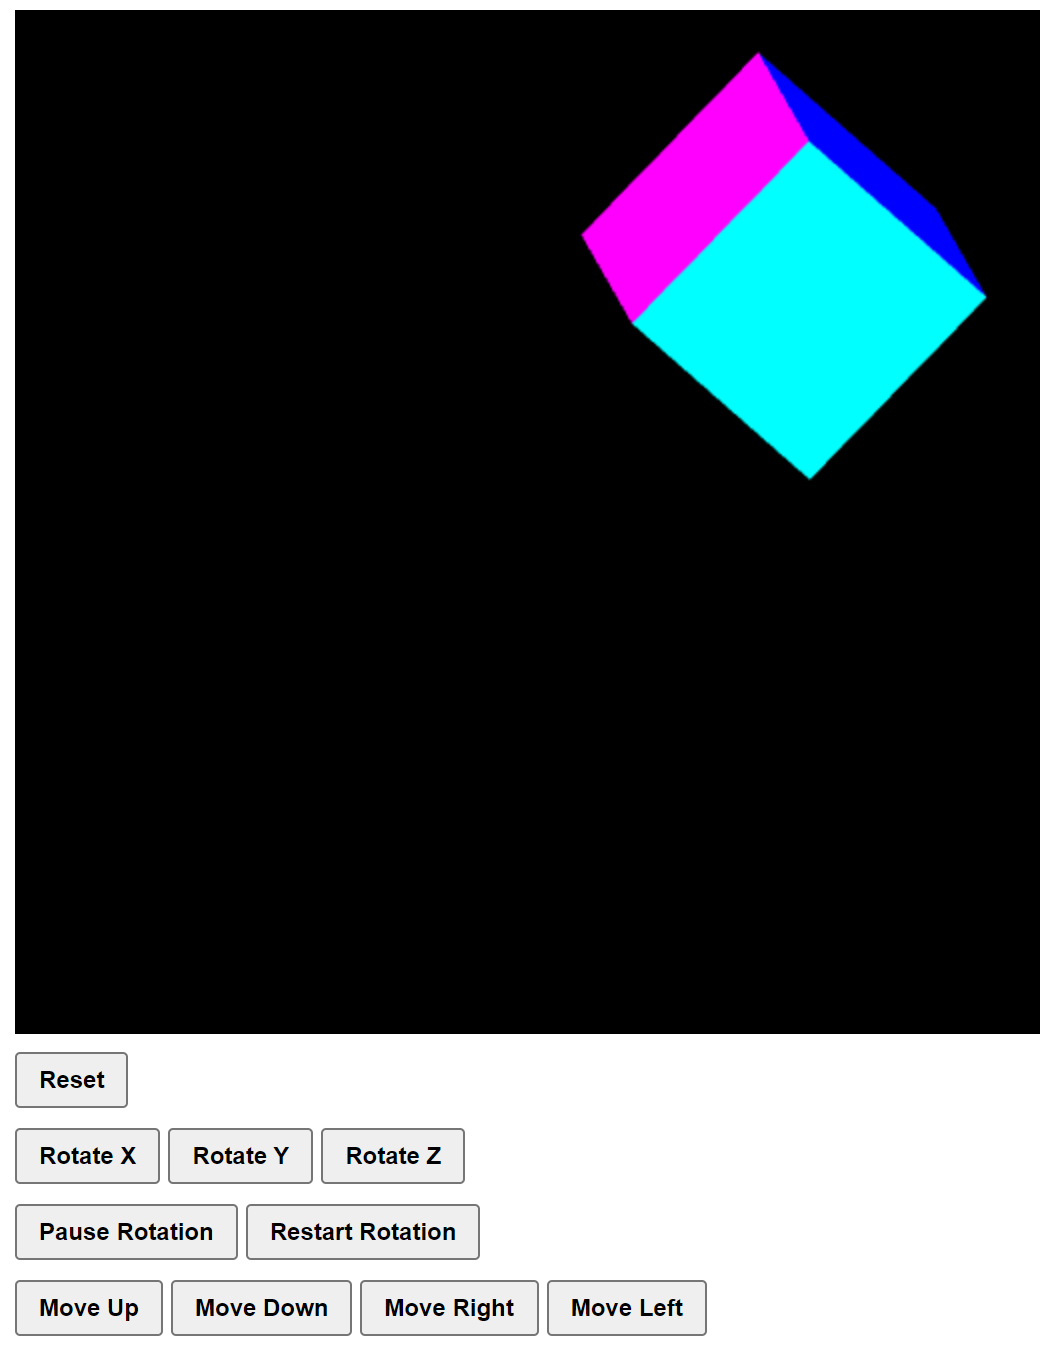 Reset
Rotate X Rotate Y Rotate Z
Pause Rotation Restart Rotation
Move Up Move Down Move Right Move Left